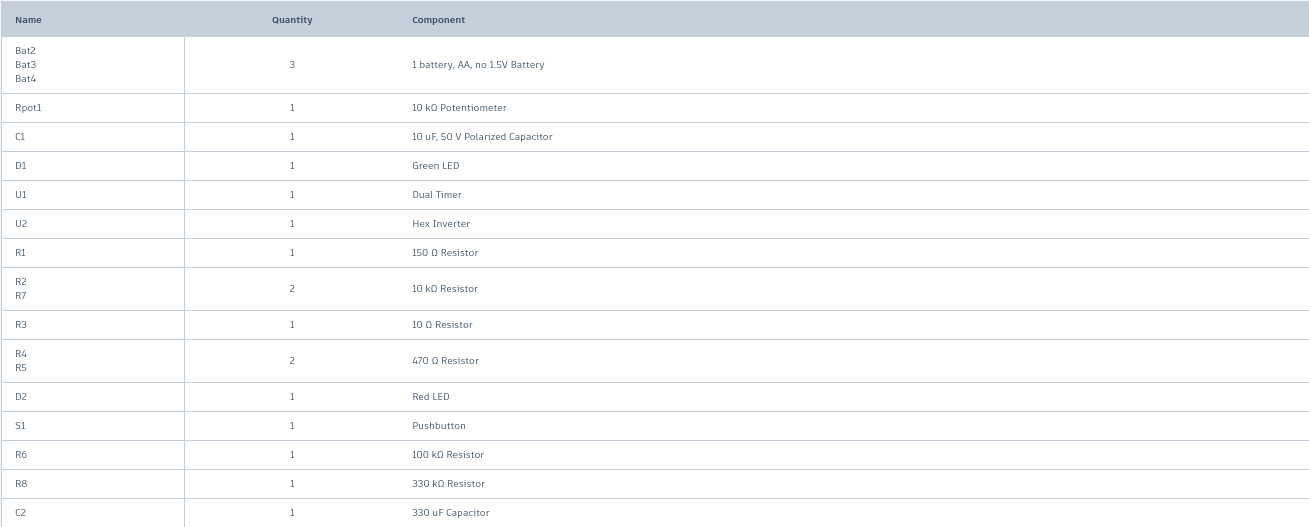 Name Quantity Component
Bat2
Bat3 3 1 battery, AA, no 1.5V Battery
Bat4
Rpot1 1 10 kΩ Potentiometer
C1 1 10 uF, 50 V Polarized Capacitor
D1 1 Green LED
U1 1 Dual Timer
U2 1 Hex Inverter
R1 1 150 Ω Resistor
R2
R7 2 10 kΩ Resistor
R3 1 10 Ω Resistor
R4
R5 2 470 Ω Resistor
D2 1 Red LED
S1 1 Pushbutton
R6 1 100 kΩ Resistor
R8 1 330 kΩ Resistor
C2 1 330 uF Capacitor